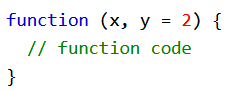 function (x, y = 2) {
  // function code
}